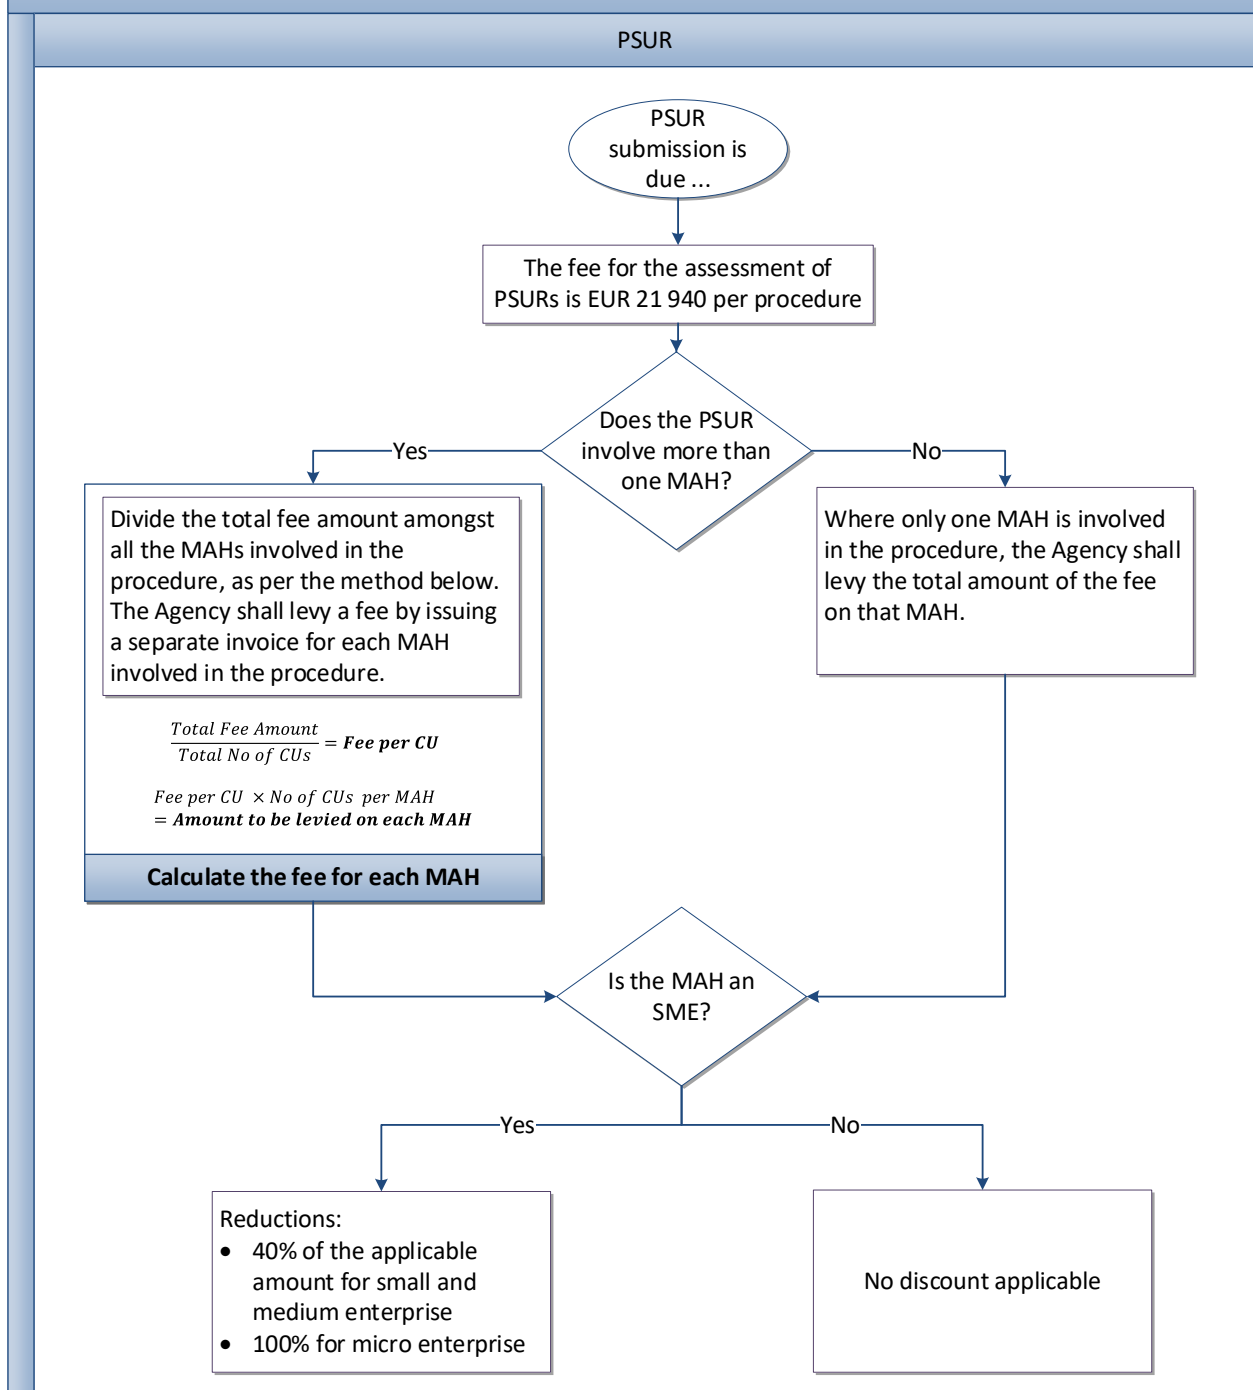 PSUR
PSUR
submission is
due ...
The fee for the assessment of
PSURs is EUR 21 940 per procedure
Does the PSUR
involve more than
one MAH?
Yes
No
Divide the total fee amount amongst
all the MAHs involved in the
procedure, as per the method below.
The Agency shall levy a fee by issuing
a separate invoice for each MAH
involved in the procedure.
Total Fee Amount
Total No of CUs
= Fee per CU
Fee per CU × No of CUs per MAH
= Amount to be levied on each MAH
Calculate the fee for each MAH
Where only one MAH is involved
in the procedure, the Agency shall
levy the total amount of the fee
on that MAH.
Is the MAH an
SME?
Yes
No
Reductions:
• 40% of the applicable
amount for small and
medium enterprise
• 100% for micro enterprise
No discount applicable